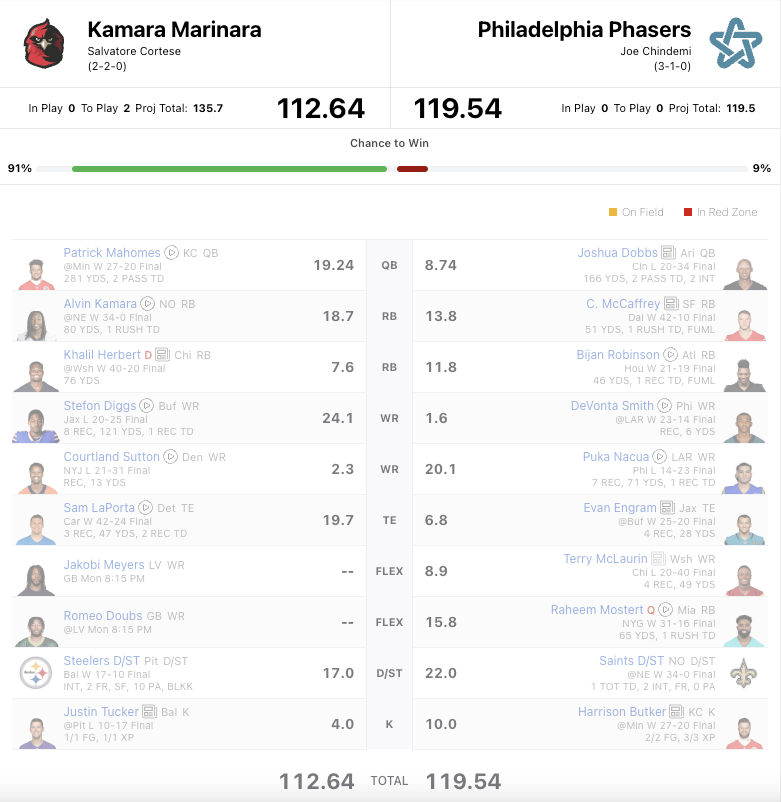 Kamara Marinara
Salvatore Cortese
(2-2-0)
Philadelphia Phasers
Joe Chindemi
(3-1-0)
In Play 0 To Play 2 Proj Total: 135.7
112.64
119.54
In Play 0 To Play 0 Proj Total: 119.5
Chance to Win
91%
9%
On Field
In Red Zone
Patrick Mahomes KC QB
@Min W 27-20 Final
281 YDS, 2 PASS TD
19.24
QB
8.74
Joshua Dobbs Ari QB
Cin L 20-34 Final
166 YDS, 2 PASS TD, 2 INT
Alvin Kamara NO RB
@NE W 34-0 Final
80 YDS, 1 RUSH TD
18.7
RB
13.8
C. McCaffrey SF RB
Dal W 42-10 Final
51 YDS, 1 RUSH TD, FUML
Khalil Herbert D Chi RB
@Wsh W 40-20 Final
76 YDS
7.6
RB
11.8
Bijan Robinson Atl RB
Hou W 21-19 Final
46 YDS, 1 REC TD, FUML
Stefon Diggs Buf WR
Jax L 20-25 Final
8 REC, 121 YDS, 1 REC TD
24.1
WR
1.6
DeVonta Smith Phi WR
@LAR W 23-14 Final
REC, 6 YDS
Courtland Sutton Den WR
NYJ L 21-31 Final
REC, 13 YDS
2.3
WR
20.1
Puka Nacua LAR WR
Phi L 14-23 Final
7 REC, 71 YDS, 1 REC TD
Sam LaPorta Det TE
Car W 42-24 Final
3 REC, 47 YDS, 2 REC TD
19.7
TE
6.8
Evan Engram Jax TE
@Buf W 25-20 Final
4 REC, 28 YDS
Jakobi Meyers LV WR
GB Mon 8:15 PM
--
FLEX
8.9
Terry McLaurin Wsh WR
Chi L 20-40 Final
4 REC, 49 YDS
Romeo Doubs GB WR
@LV Mon 8:15 PM
--
FLEX
15.8
Raheem Mostert Q Mia RB
NYG W 31-16 Final
65 YDS, 1 RUSH TD
Steelers D/ST Pit D/ST
Bal W 17-10 Final
INT, 2 FR, SF, 10 PA, BLKK
17.0
D/ST
22.0
Saints D/ST NO D/ST
@NE W 34-0 Final
1 TOT TD, 2 INT, FR, 0 PA
Justin Tucker Bal K
@Pit L 10-17 Final
1/1 FG, 1/1 XP
4.0
K
10.0
Harrison Butker KC K
@Min W 27-20 Final
2/2 FG, 3/3 XP
112.64
TOTAL
119.54